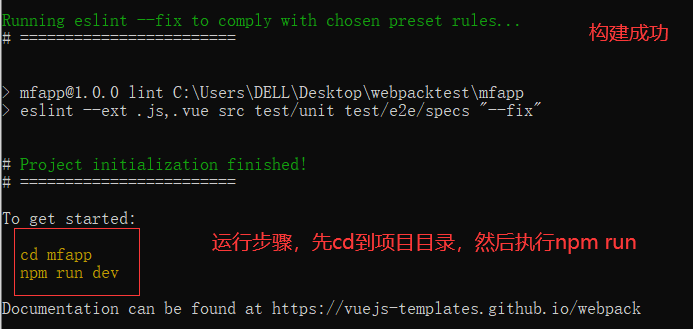 Running eslint --fix to comply with chosen preset rules...
# ========================
构建成功
> mfapp@1.0.0 lint C:\Users\DELL\Desktop\webpacktest\mfapp
> eslint --ext .js,.vue src test/unit test/e2e/specs "--fix"
# Project initialization finished!
# ========================
To get started:
运行步骤，先cd到项目目录，然后执行npm run
cd mfapp
npm run dev
Documentation can be found at https://vuejs-templates.github.io/webpack